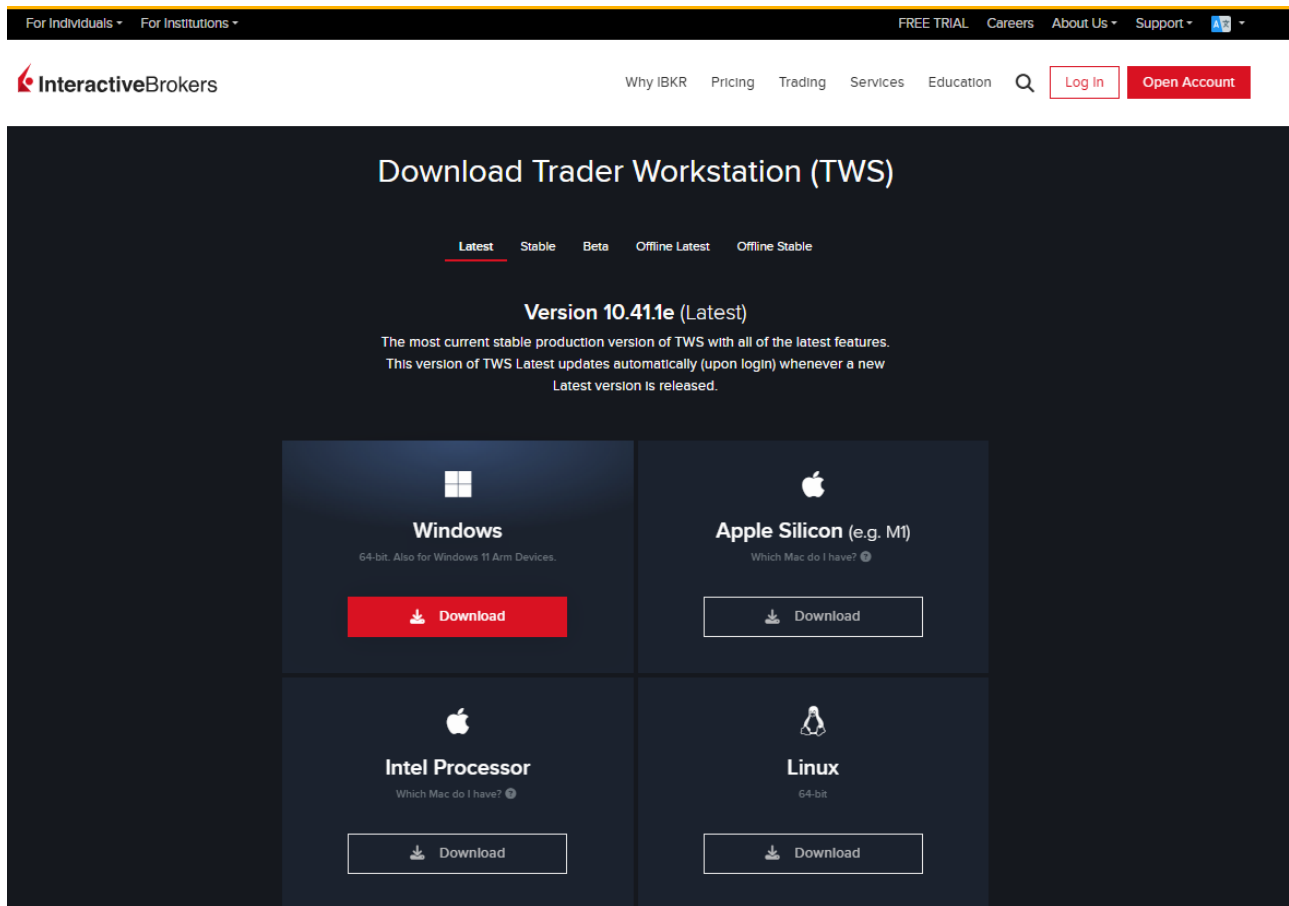 For Individuals For Institutions FREE TRIAL Careers About Us Support
InteractiveBrokers Why IBKR Pricing Trading Services Education Log In Open Account
Download Trader Workstation (TWS)
Latest Stable Beta Offline Latest Offline Stable
Version 10.41.1e (Latest)
The most current stable production version of TWS with all of the latest features.
This version of TWS Latest updates automatically (upon login) whenever a new
Latest version is released.
Windows Apple Silicon (e.g. M1)
64-bit. Also for Windows 11 Arm Devices. Which Mac do I have?
Download Download
Intel Processor Linux
Which Mac do I have? 64-bit
Download Download